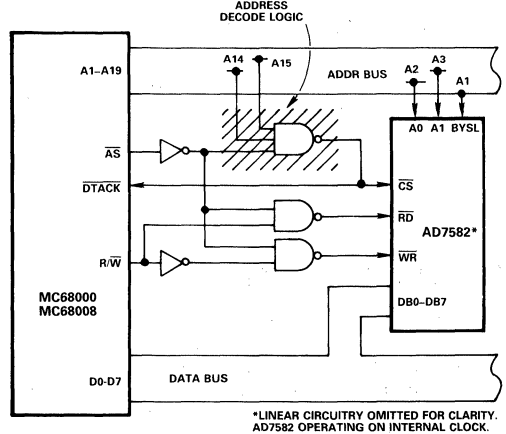 ADDRESS
DECODE LOGIC
A14 A15
A1–A19
ADDR BUS
A2 A3 A1
A0 A1 BYSL
AS
DTACK
CS
RD
AD7582*
R/W
WR
MC68000
MC68008
DB0–DB7
D0-D7
DATA BUS
*LINEAR CIRCUITRY OMITTED FOR CLARITY.
AD7582 OPERATING ON INTERNAL CLOCK.